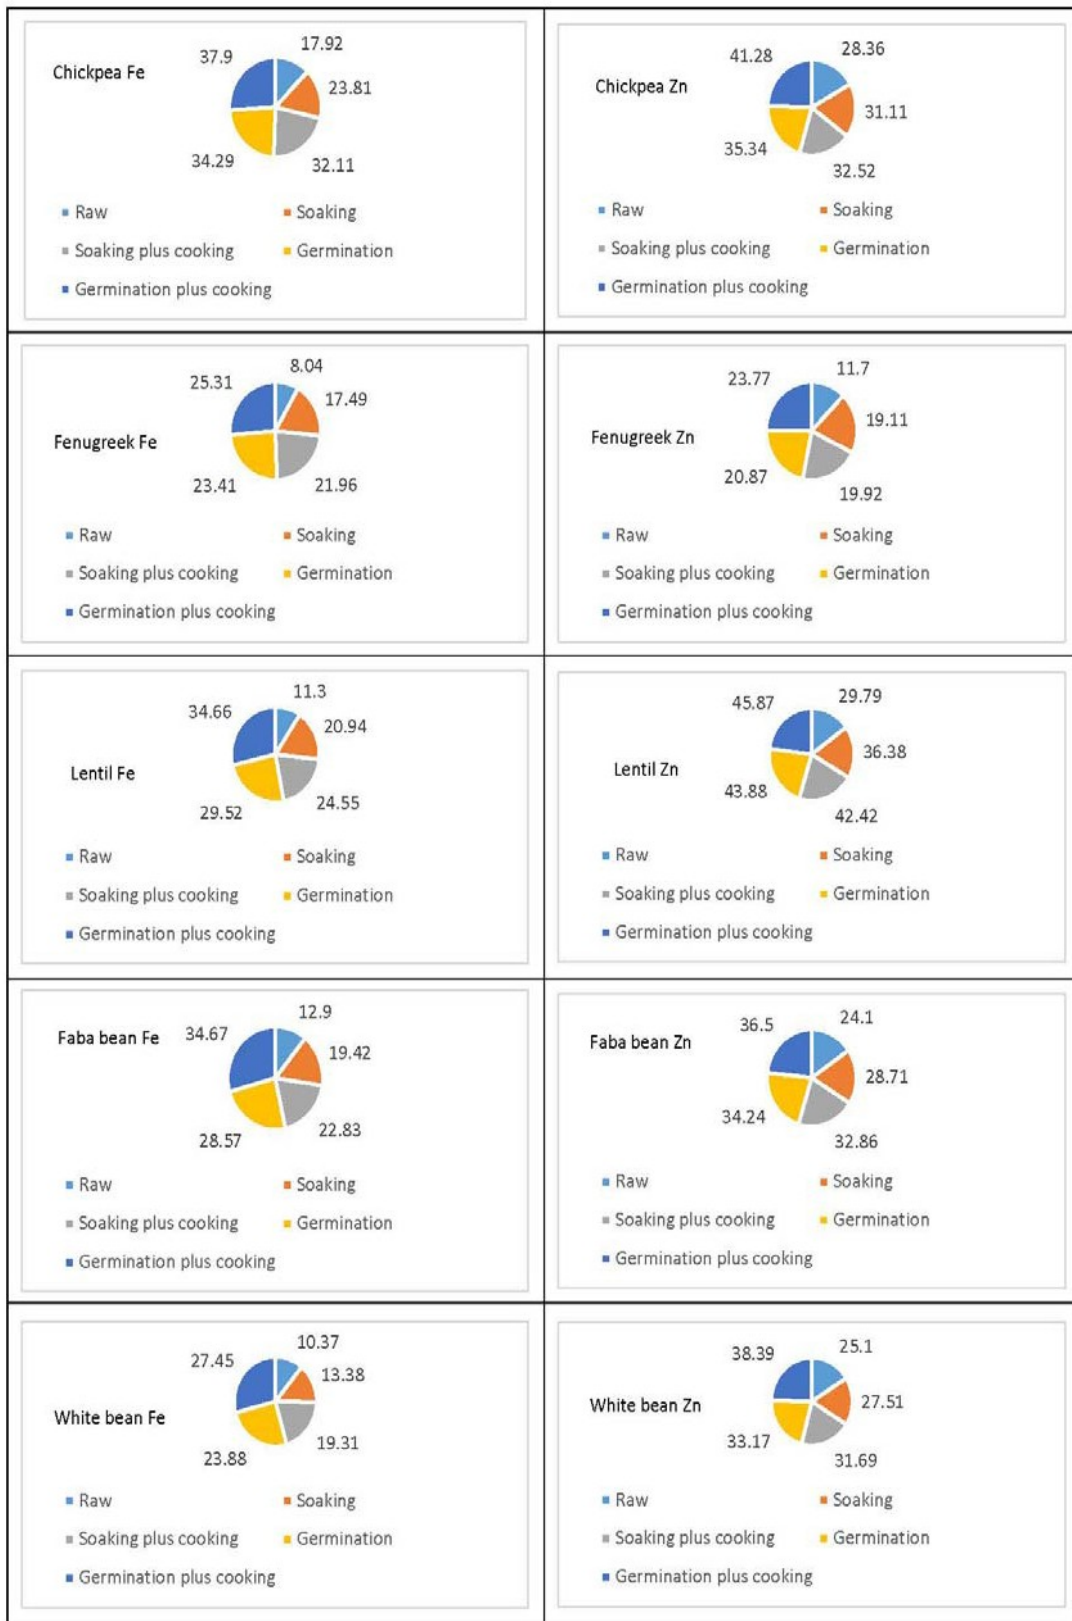 37.9 17.92
Chickpea Fe 23.81
34.29 32.11
Raw Soaking
Soaking plus cooking Germination
Germination plus cooking
41.28 28.36
Chickpea Zn 31.11
35.34 32.52
Raw Soaking
Soaking plus cooking Germination
Germination plus cooking
25.31 8.04
17.49
Fenugreek Fe
23.41 21.96
Raw Soaking
Soaking plus cooking Germination
Germination plus cooking
23.77 11.7
Fenugreek Zn 19.11
20.87 19.92
Raw Soaking
Soaking plus cooking Germination
Germination plus cooking
34.66 11.3
20.94
Lentil Fe
29.52 24.55
Raw Soaking
Soaking plus cooking Germination
Germination plus cooking
45.87 29.79
36.38
Lentil Zn
43.88 42.42
Raw Soaking
Soaking plus cooking Germination
Germination plus cooking
Faba bean Fe 34.67 12.9
19.42
28.57 22.83
Raw Soaking
Soaking plus cooking Germination
Germination plus cooking
36.5 24.1
Faba bean Zn
28.71
34.24 32.86
Raw Soaking
Soaking plus cooking Germination
Germination plus cooking
27.45 10.37
13.38
White bean Fe
23.88 19.31
Raw Soaking
Soaking plus cooking Germination
Germination plus cooking
38.39 25.1
White bean Zn 27.51
33.17 31.69
Raw Soaking
Soaking plus cooking Germination
Germination plus cooking